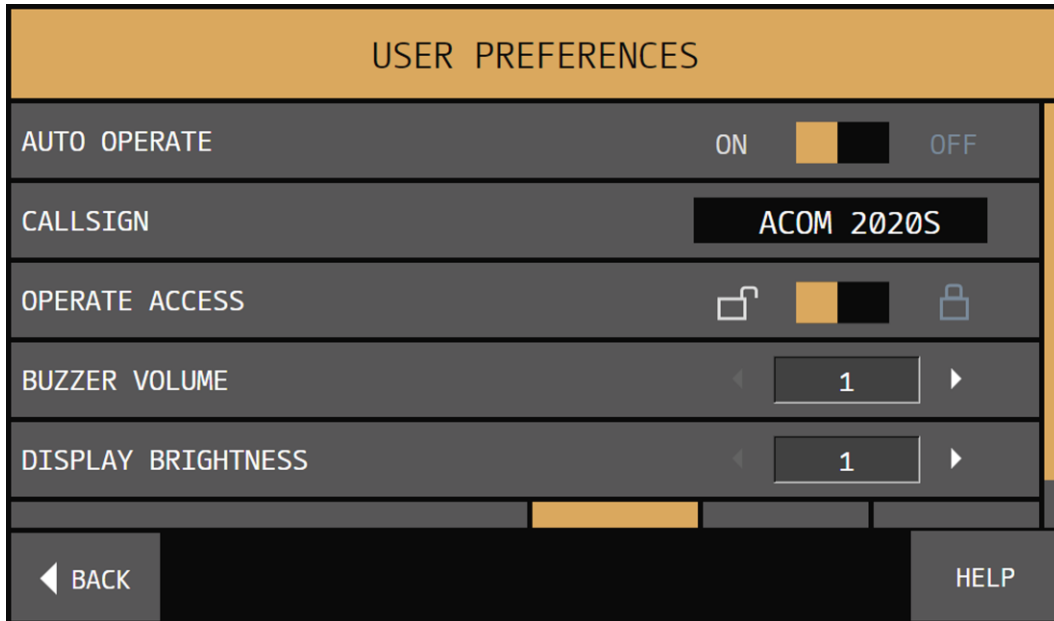 USER PREFERENCES
AUTO OPERATE ON OFF
CALLSIGN ACOM 2020S
OPERATE ACCESS
BUZZER VOLUME 1
DISPLAY BRIGHTNESS 1
BACK HELP